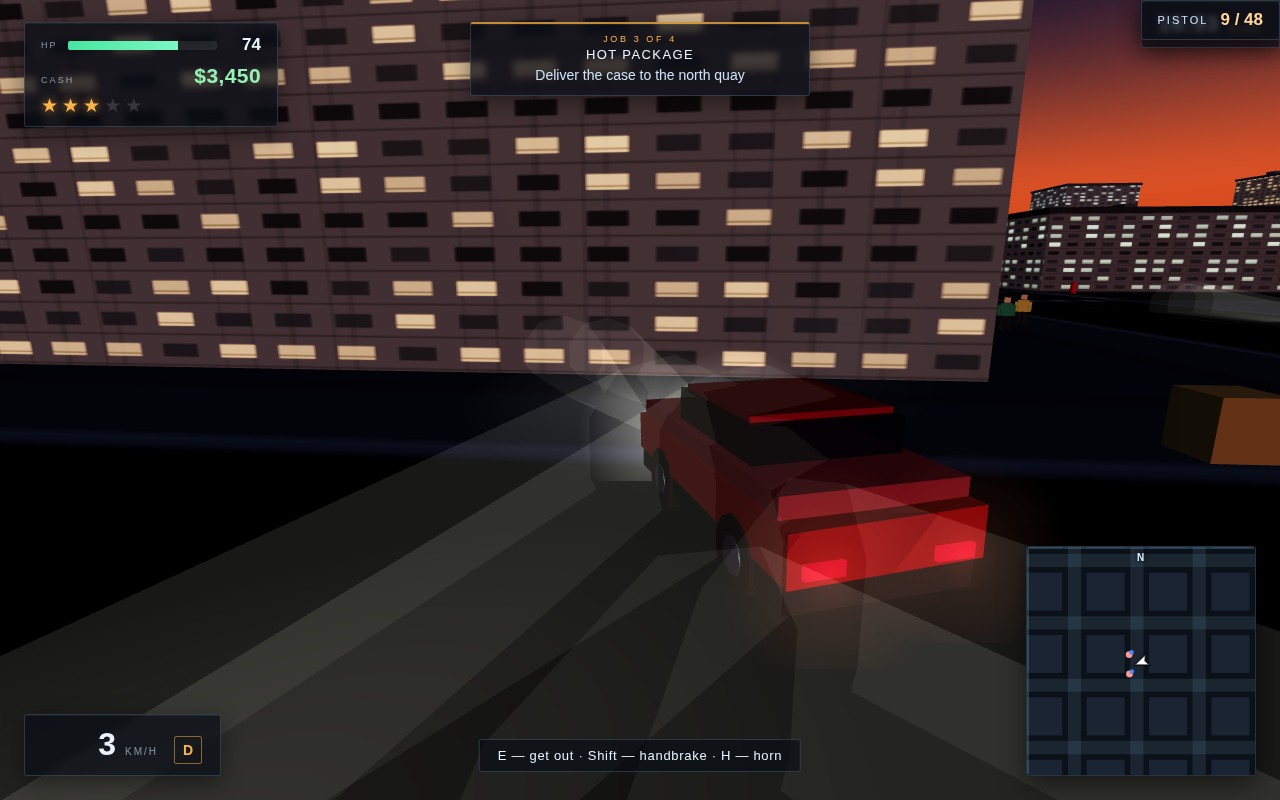 HP 74
CASH $3,450
JOB 3 OF 4
HOT PACKAGE
Deliver the case to the north quay
PISTOL 9 / 48
N
3 KM/H D
E — get out · Shift — handbrake · H — horn